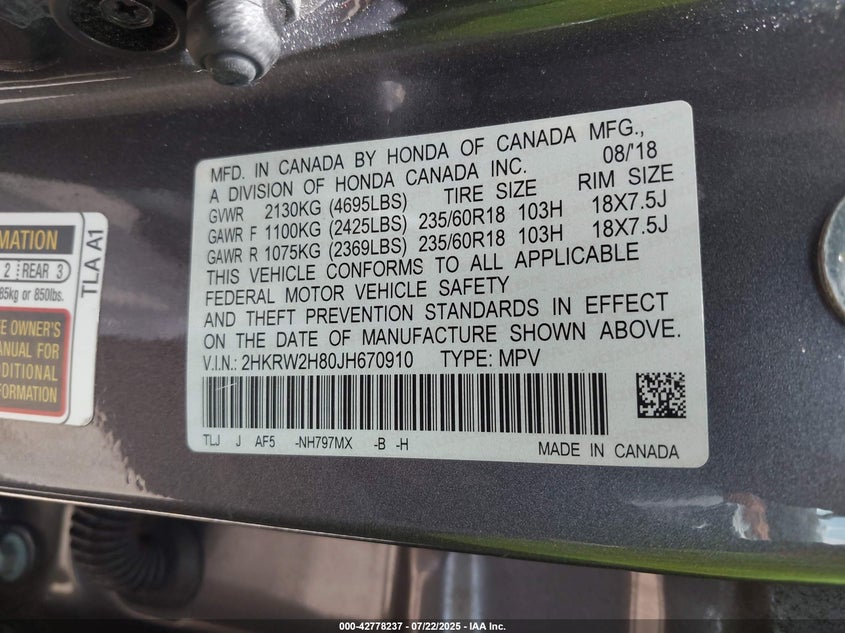 MATION
2 REAR 3
85kg or 850lbs.
E OWNER'S
ANUAL FOR
DDITIONAL
FORMATION
TLA A1
MFD. IN CANADA BY HONDA OF CANADA MFG.,
A DIVISION OF HONDA CANADA INC. 08/'18
GVWR 2130KG (4695LBS) TIRE SIZE RIM SIZE
GAWR F 1100KG (2425LBS) 235/60R18 103H 18X7.5J
GAWR R 1075KG (2369LBS) 235/60R18 103H 18X7.5J
THIS VEHICLE CONFORMS TO ALL APPLICABLE
FEDERAL MOTOR VEHICLE SAFETY
AND THEFT PREVENTION STANDARDS IN EFFECT
ON THE DATE OF MANUFACTURE SHOWN ABOVE.
V.I.N.: 2HKRW2H80JH670910 TYPE: MPV
TLJ J AF5 -NH797MX -B -H
MADE IN CANADA
000-42778237 - 07/22/2025 - IAA, Inc.